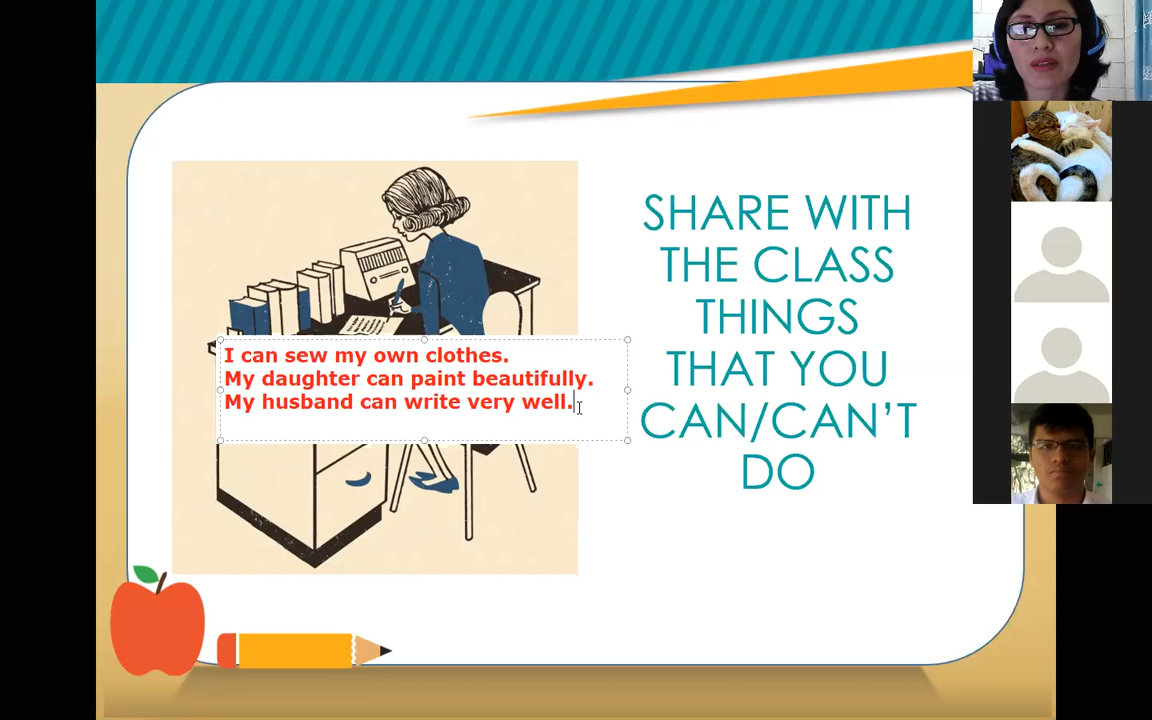 I can sew my own clothes.
My daughter can paint beautifully.
My husband can write very well.
SHARE WITH
THE CLASS
THINGS
THAT YOU
CAN/CAN'T
DO